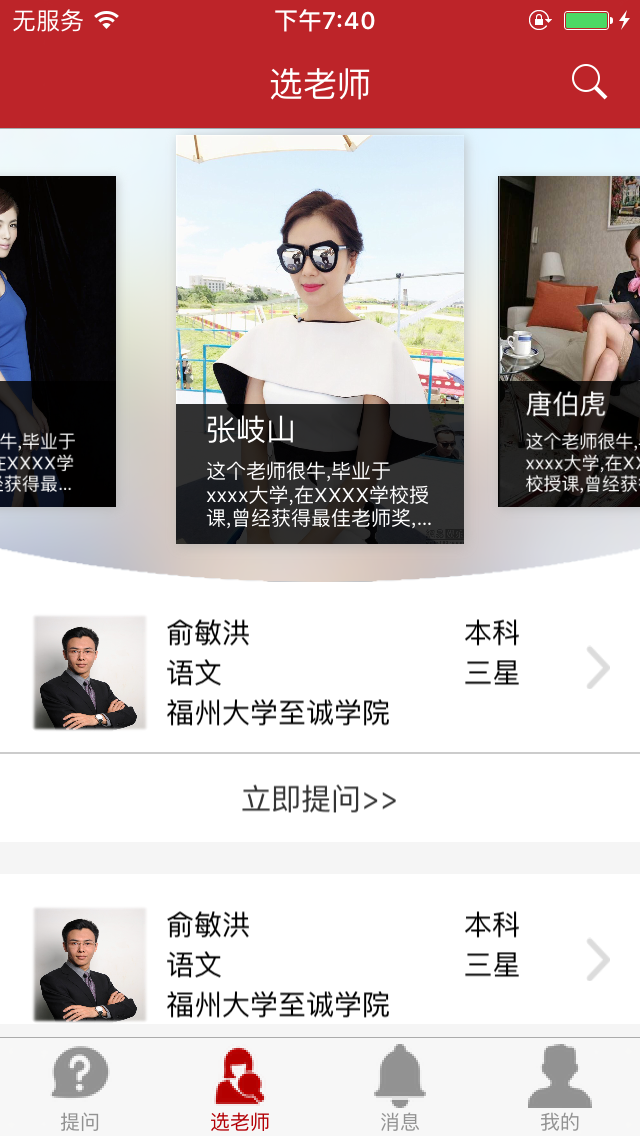 无服务
下午7:40
选老师
牛,毕业于
在XXXX学
经获得最...
张岐山
这个老师很牛,毕业于
xxxx大学,在XXXX学校授
课,曾经获得最佳老师奖,...
唐伯虎
这个老师很牛,
xxxx大学,在XX
校授课,曾经获
俞敏洪
本科
语文
三星
福州大学至诚学院
立即提问>>
俞敏洪
本科
语文
三星
福州大学至诚学院
提问
选老师
消息
我的